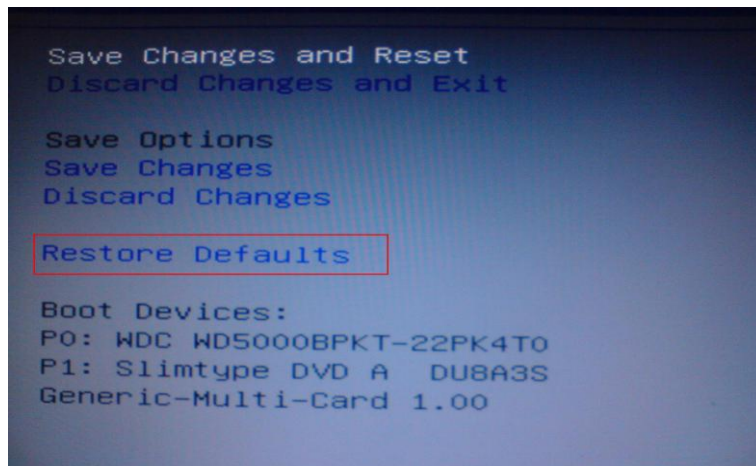 Save Changes and Reset
Discard Changes and Exit
Save Options
Save Changes
Discard Changes
Restore Defaults
Boot Devices:
P0: WDC WD5000BPKT-22PK4T0
P1: Slimtype DVD A  DU8A3S
Generic-Multi-Card 1.00